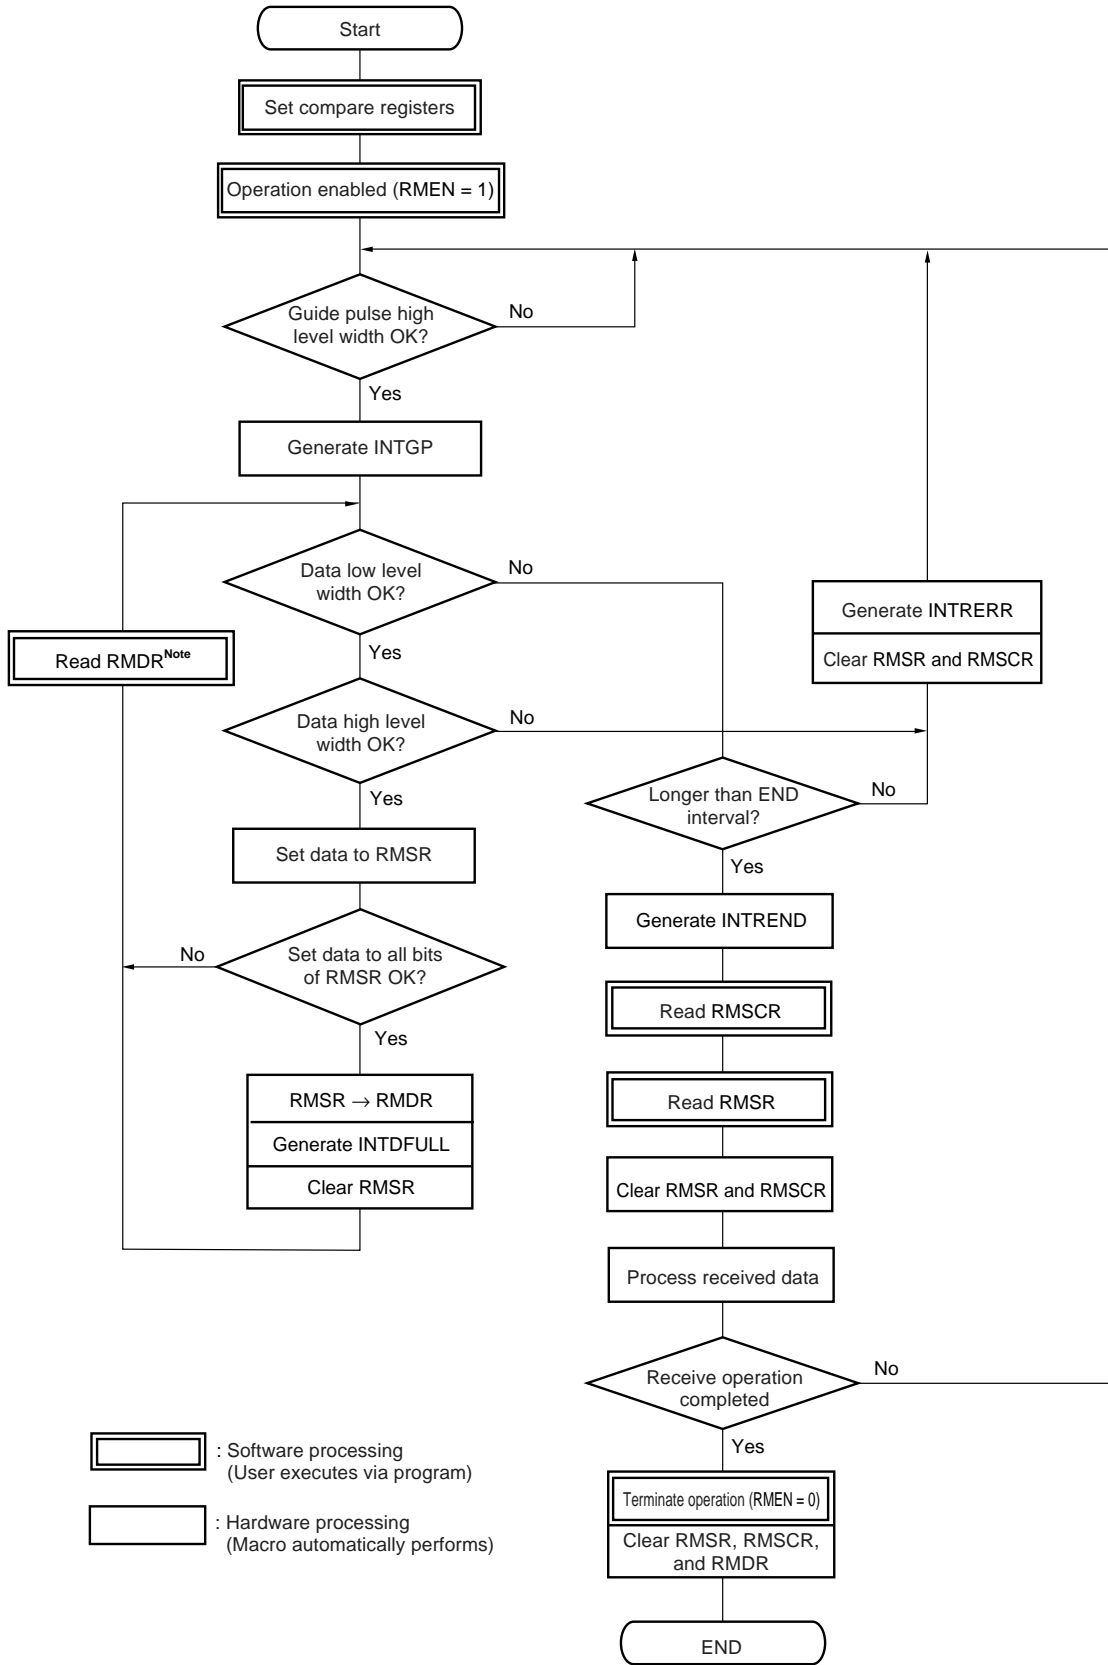 Start
Set compare registers
Operation enabled (RMEN = 1)
Guide pulse high
level width OK?
No
Yes
Generate INTGP
Data low level
width OK?
No
Yes
Generate INTRERR
Clear RMSR and RMSCR
Read RMDRNote
Data high level
width OK?
No
Yes
Longer than END
interval?
No
Yes
Set data to RMSR
Generate INTREND
Set data to all bits
of RMSR OK?
No
Yes
Read RMSCR
RMSR → RMDR
Generate INTDFULL
Clear RMSR
Read RMSR
Clear RMSR and RMSCR
Process received data
Receive operation
completed
No
Yes
Terminate operation (RMEN = 0)
Clear RMSR, RMSCR,
and RMDR
END
: Software processing
(User executes via program)
: Hardware processing
(Macro automatically performs)